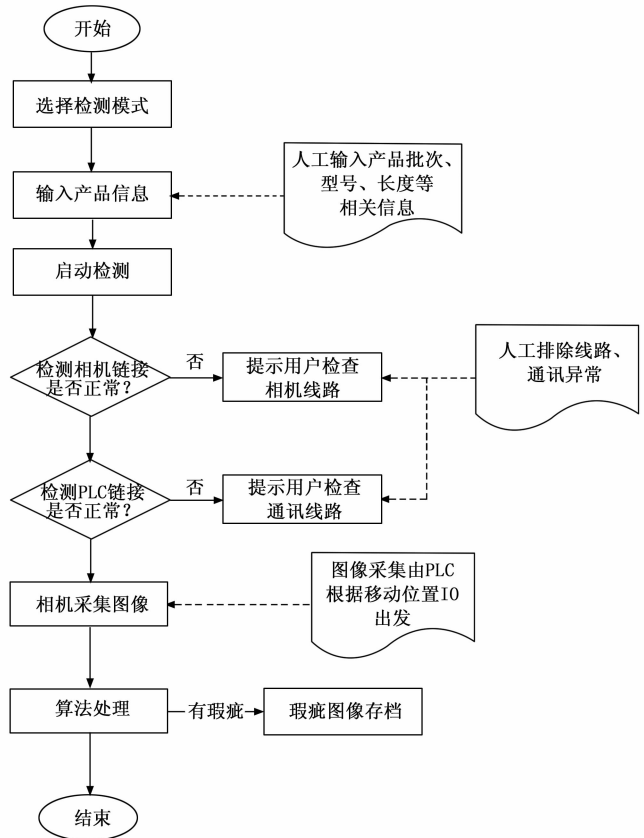 开始
选择检测模式
人工输入产品批次、
型号、长度等
相关信息
输入产品信息
启动检测
检测相机链接
是否正常?
否
提示用户检查
相机线路
人工排除线路、
通讯异常
检测PLC链接
是否正常?
否
提示用户检查
通讯线路
图像采集由PLC
根据移动位置IO
出发
相机采集图像
算法处理
有瑕疵
瑕疵图像存档
结束